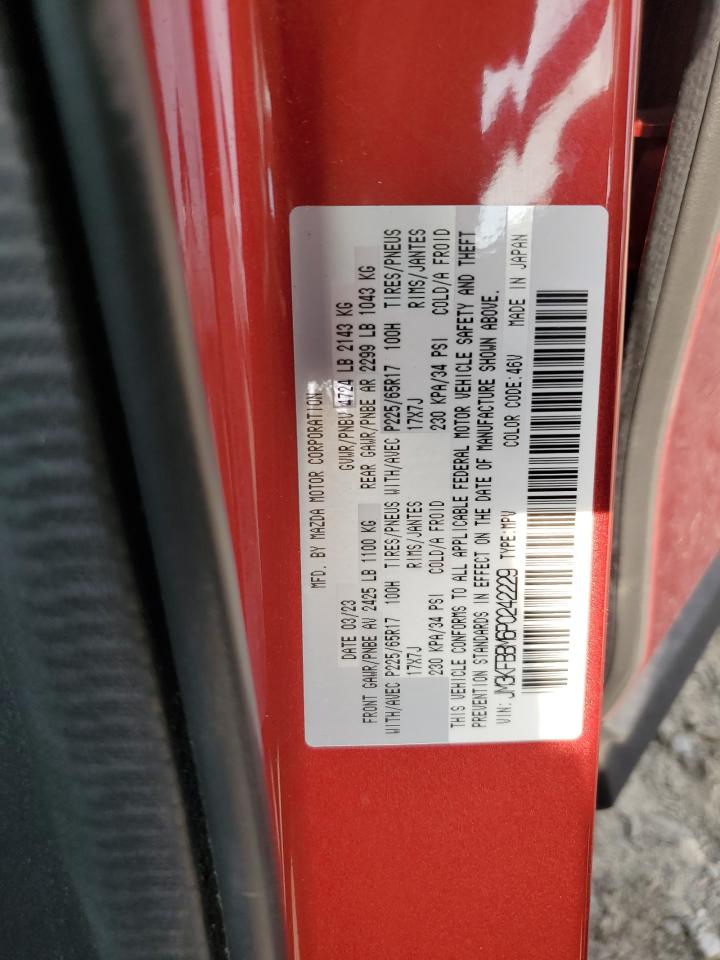 MFD. BY MAZDA MOTOR CORPORATION
DATE 03/23 GVWR/PNBV 4724 LB 2143 KG
FRONT GAWR/PNBE AV 2425 LB 1100 KG REAR GAWR/PNBE AR 2299 LB 1043 KG
WITH/AVEC P225/65R17 100H TIRES/PNEUS WITH/AVEC P225/65R17 100H TIRES/PNEUS
17X7J RIMS/JANTES 17X7J RIMS/JANTES
230 KPA/34 PSI COLD/A FROID 230 KPA/34 PSI COLD/A FROID
THIS VEHICLE CONFORMS TO ALL APPLICABLE FEDERAL MOTOR VEHICLE SAFETY AND THEFT
PREVENTION STANDARDS IN EFFECT ON THE DATE OF MANUFACTURE SHOWN ABOVE.
VIN: JM3KFBBM6P0242229 TYPE:MPV COLOR CODE:46V MADE IN JAPAN